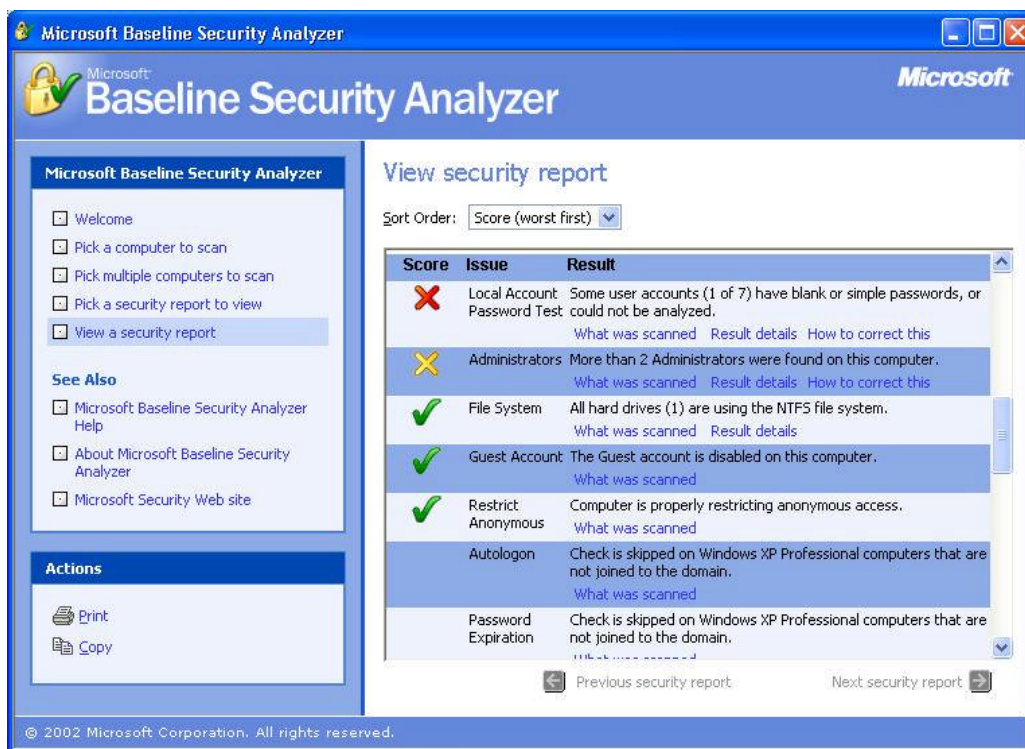 Microsoft Baseline Security Analyzer
Microsoft
Baseline Security Analyzer
Microsoft
Microsoft Baseline Security Analyzer
Welcome
Pick a computer to scan
Pick multiple computers to scan
Pick a security report to view
View a security report
See Also
Microsoft Baseline Security Analyzer
Help
About Microsoft Baseline Security
Analyzer
Microsoft Security Web site
Actions
Print
Copy
View security report
Sort Order: Score (worst first)
Score Issue Result
Local Account Some user accounts (1 of 7) have blank or simple passwords, or
Password Test could not be analyzed.
What was scanned Result details How to correct this
Administrators More than 2 Administrators were found on this computer.
What was scanned Result details How to correct this
File System All hard drives (1) are using the NTFS file system.
What was scanned Result details
Guest Account The Guest account is disabled on this computer.
What was scanned
Restrict Computer is properly restricting anonymous access.
Anonymous What was scanned
Autologon Check is skipped on Windows XP Professional computers that are
not joined to the domain.
What was scanned
Password Check is skipped on Windows XP Professional computers that are
Expiration not joined to the domain.
What was scanned
Previous security report Next security report
© 2002 Microsoft Corporation. All rights reserved.